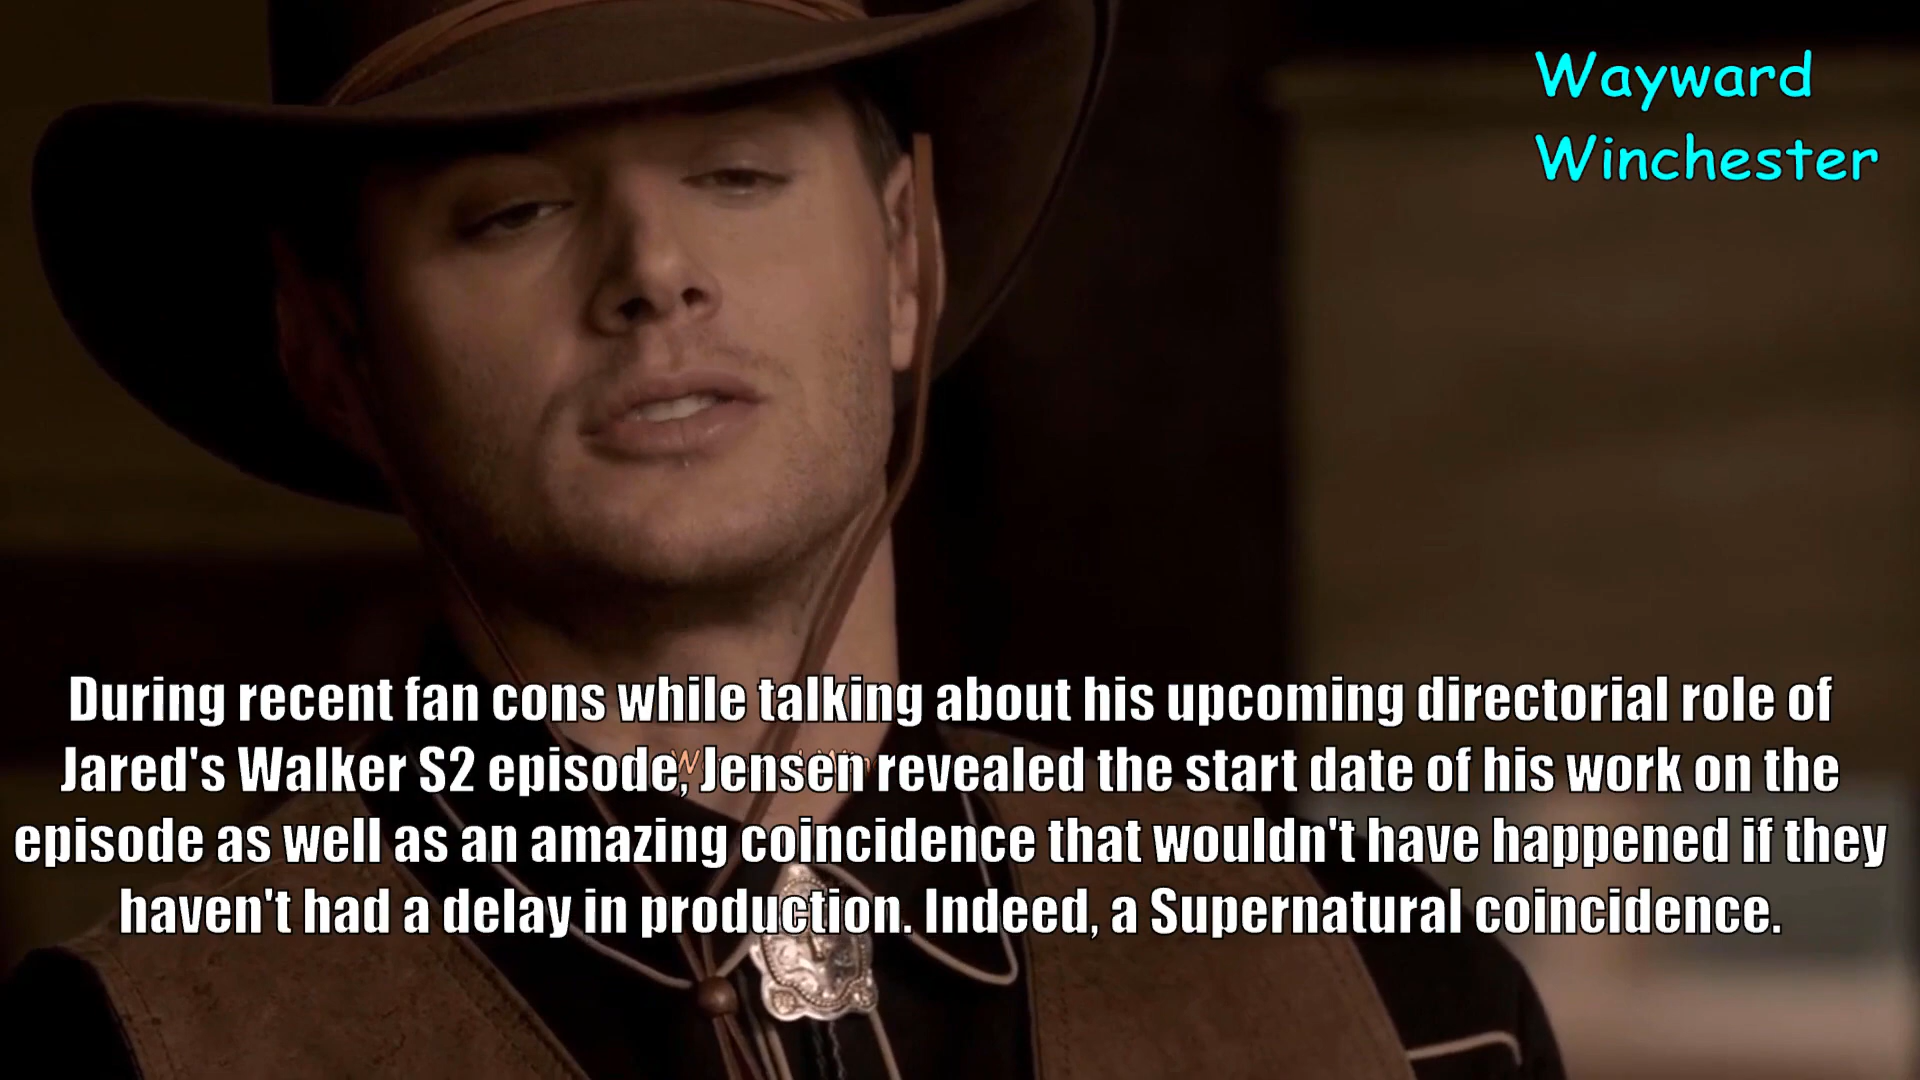 Wayward
Winchester
During recent fan cons while talking about his upcoming directorial role of
Jared's Walker S2 episode, Jensen revealed the start date of his work on the
episode as well as an amazing coincidence that wouldn't have happened if they
haven't had a delay in production. Indeed, a Supernatural coincidence.